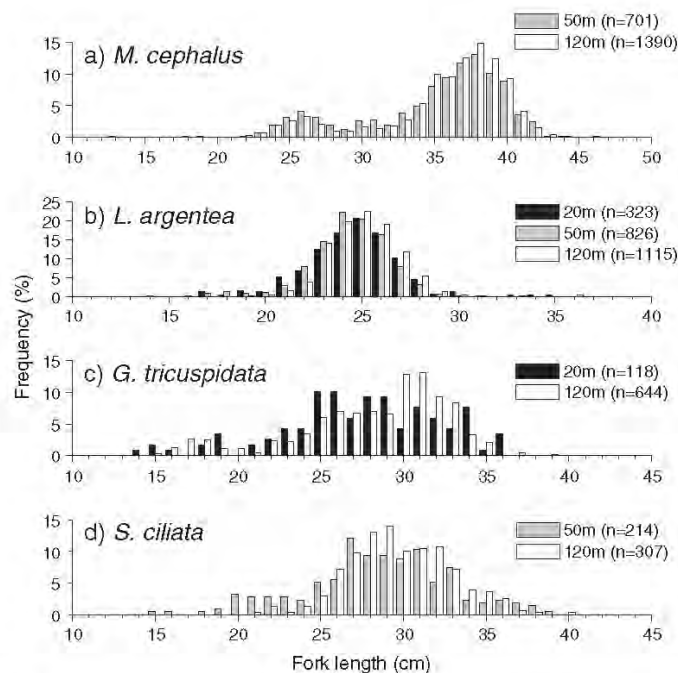 50m (n=701)
120m (n=1390)
a) M. cephalus
15
10
5
0
10 15 20 25 30 35 40 45 50
b) L. argentea
20m (n=323)
50m (n=826)
120m (n=1115)
25
20
15
10
5
0
10 15 20 25 30 35 40
Frequency (%)
c) G. tricuspidata
20m (n=118)
120m (n=644)
15
10
5
0
10 15 20 25 30 35 40 45
d) S. ciliata
50m (n=214)
120m (n=307)
15
10
5
0
10 15 20 25 30 35 40 45
Fork length (cm)